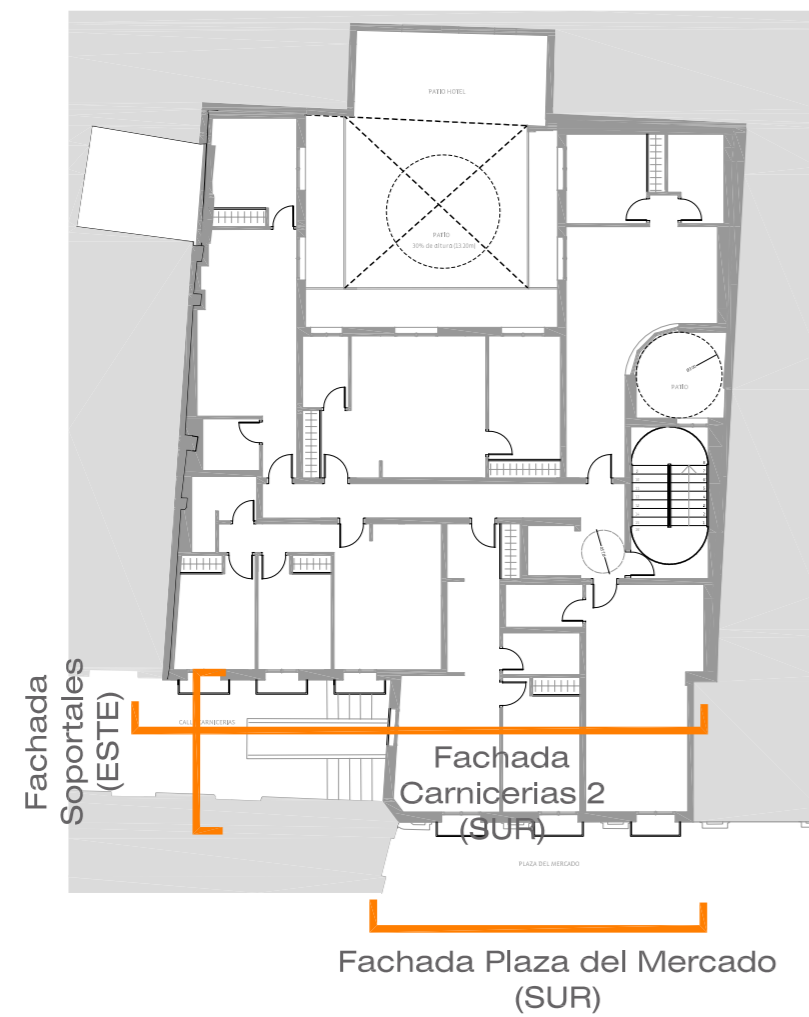 PATIO HOTEL
PATIO
30% de altura (13.20m)
PATIO
CALLE CARNICERIAS
Fachada
Soportales
(ESTE)
Fachada
Carnicerias 2
(SUR)
PLAZA DEL MERCADO
Fachada Plaza del Mercado
(SUR)